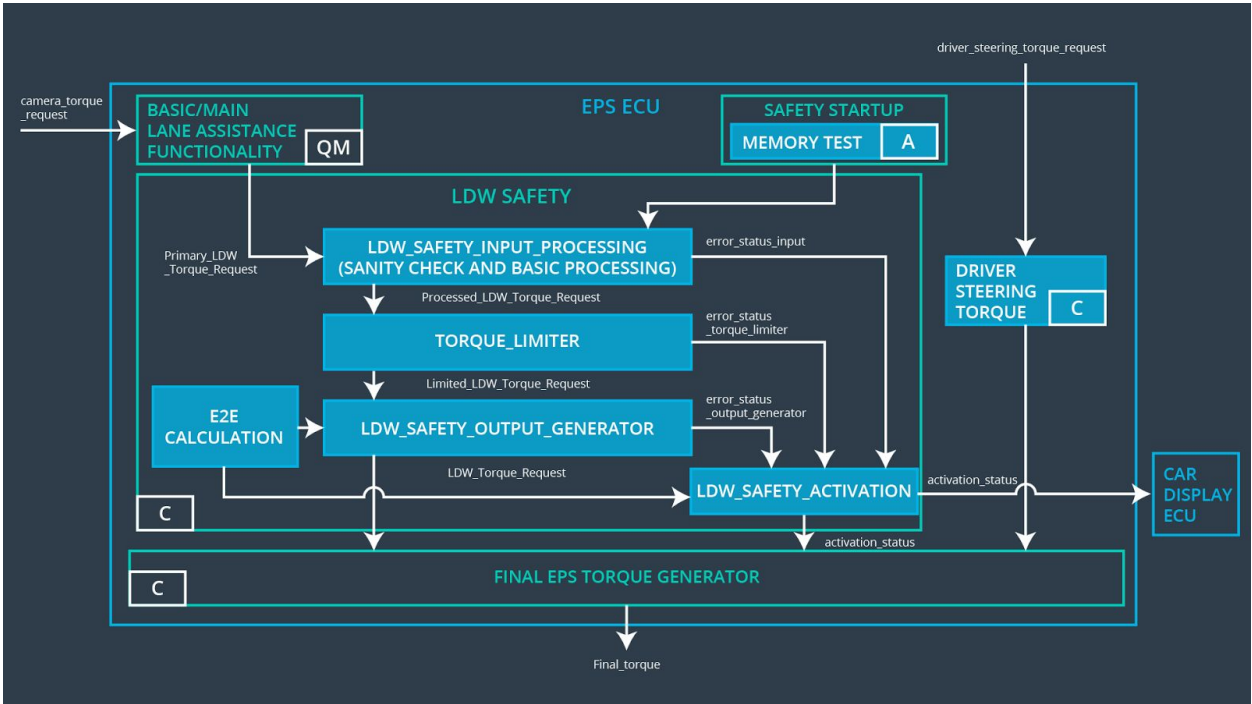 driver_steering_torque_request
camera_torque
_request
BASIC/MAIN
LANE ASSISTANCE
FUNCTIONALITY
QM
EPS ECU
SAFETY STARTUP
MEMORY TEST
A
LDW SAFETY
Primary_LDW
_Torque_Request
LDW_SAFETY_INPUT_PROCESSING
(SANITY CHECK AND BASIC PROCESSING)
error_status_input
DRIVER
STEERING
TORQUE
C
Processed_LDW_Torque_Request
TORQUE_LIMITER
error_status
_torque_limiter
Limited_LDW_Torque_Request
E2E
CALCULATION
LDW_SAFETY_OUTPUT_GENERATOR
error_status
_output_generator
LDW_Torque_Request
LDW_SAFETY_ACTIVATION
activation_status
CAR
DISPLAY
ECU
C
activation_status
C
FINAL EPS TORQUE GENERATOR
Final_torque